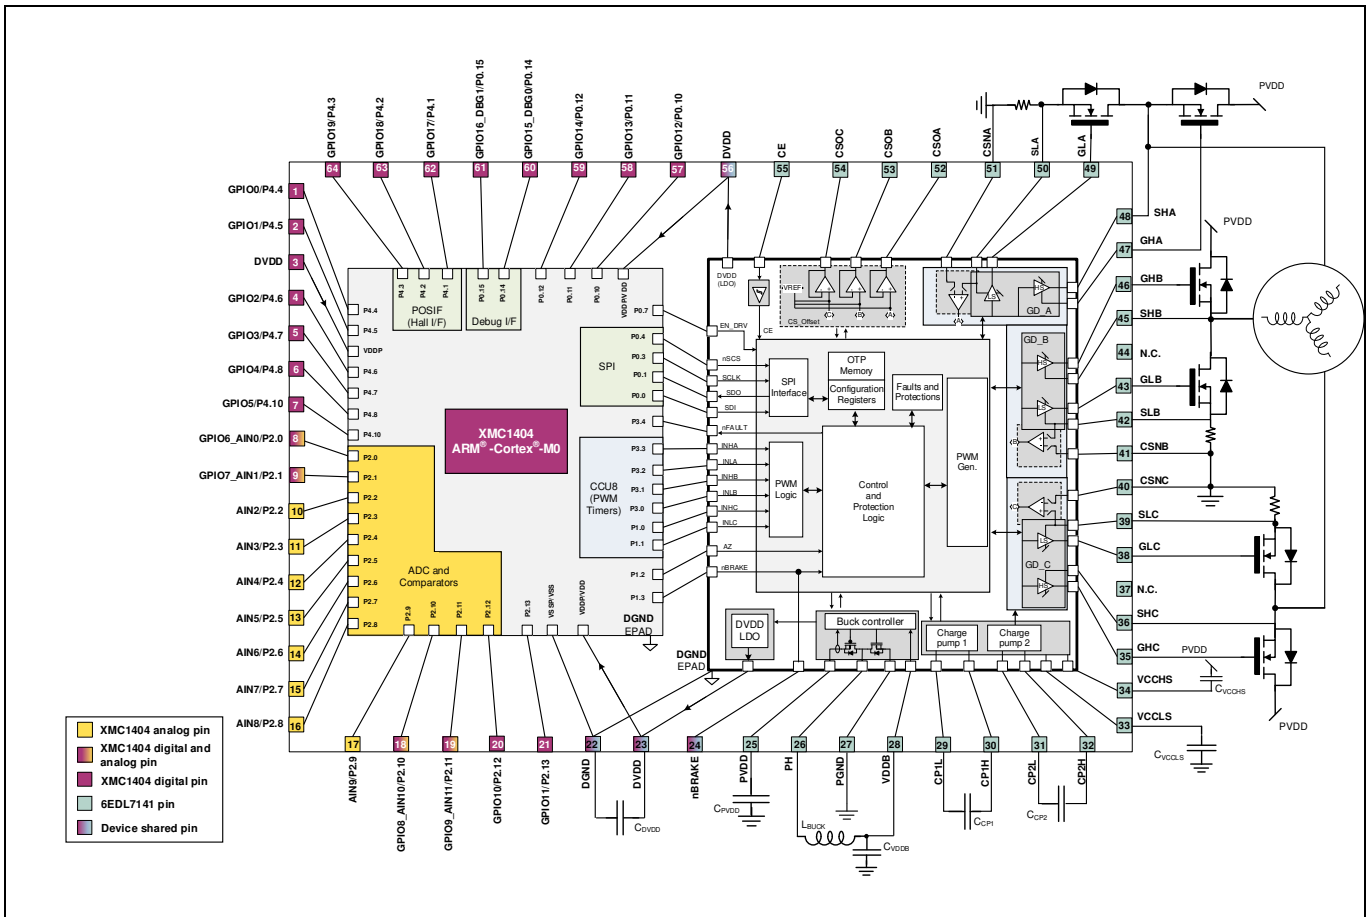 GPIO19/P4.3
GPIO18/P4.2
GPIO17/P4.1
GPIO16_DBG1/P0.15
GPIO15_DBG0/P0.14
GPIO14/P0.12
GPIO13/P0.11
GPIO12/P0.10
DVDD
CE
CSOC
CSOB
CSOA
CSNA
SLA
GLA
PVDD
64
63
62
61
60
59
58
57
56
55
54
53
52
51
50
49
GPIO0/P4.4
1
GPIO1/P4.5
2
DVDD
3
GPIO2/P4.6
4
GPIO3/P4.7
5
GPIO4/P4.8
6
GPIO5/P4.10
7
GPIO6_AIN0/P2.0
8
GPIO7_AIN1/P2.1
9
AIN2/P2.2
10
AIN3/P2.3
11
AIN4/P2.4
12
AIN5/P2.5
13
AIN6/P2.6
14
AIN7/P2.7
15
AIN8/P2.8
16
P4.3
P4.2
P4.1
POSIF
(Hall I/F)
P0.15
P0.14
Debug I/F
P0.12
P0.11
P0.10
VDDP/VDD
P4.4
P4.5
VDDP
P4.6
P4.7
P4.8
P4.10
P2.0
P2.1
P2.2
P2.3
P2.4
P2.5
P2.6
P2.7
P2.8
ADC and
Comparators
P2.9
P2.10
P2.11
P2.12
P2.13
VSSP/VSS
VDDP/VDD
XMC1404
ARM®-Cortex®-M0
SPI
CCU8
(PWM
Timers)
P0.7
P0.4
P0.3
P0.1
P0.0
P3.4
P3.3
P3.2
P3.1
P3.0
P1.0
P1.1
P1.2
P1.3
DGND
EPAD
DVDD
(LDO)
CE
EN_DRV
nSCS
SCLK
SDO
SDI
nFAULT
INHA
INLA
INHB
INLB
INHC
INLC
AZ
nBRAKE
VREF
CS_Offset
(C)
(B)
(A)
(A)
LS
HS
GD_A
SPI
Interface
OTP
Memory
Configuration
Registers
Faults and
Protections
PWM
Logic
Control
and
Protection
Logic
PWM
Gen.
GD_B
HS
LS
(B)
(C)
LS
GD_C
HS
DVDD
LDO
Buck controller
Charge
pump 1
Charge
pump 2
DGND
EPAD
48
SHA
47
GHA
PVDD
46
GHB
45
SHB
44
N.C.
43
GLB
42
SLB
41
CSNB
40
CSNC
39
SLC
38
GLC
37
N.C.
36
SHC
35
GHC
34
VCCHS
33
VCCLS
PVDD
CVCCHS
PVDD
CVCCLS
17
18
19
20
21
22
23
24
25
26
27
28
29
30
31
32
AIN9/P2.9
GPIO8_AIN10/P2.10
GPIO9_AIN11/P2.11
GPIO10/P2.12
GPIO11/P2.13
DGND
DVDD
nBRAKE
PVDD
PH
PGND
VDDB
CP1L
CP1H
CP2L
CP2H
CDVDD
CPVDD
LBUCK
CVDDB
CCP1
CCP2
XMC1404 analog pin
XMC1404 digital and
analog pin
XMC1404 digital pin
6EDL7141 pin
Device shared pin